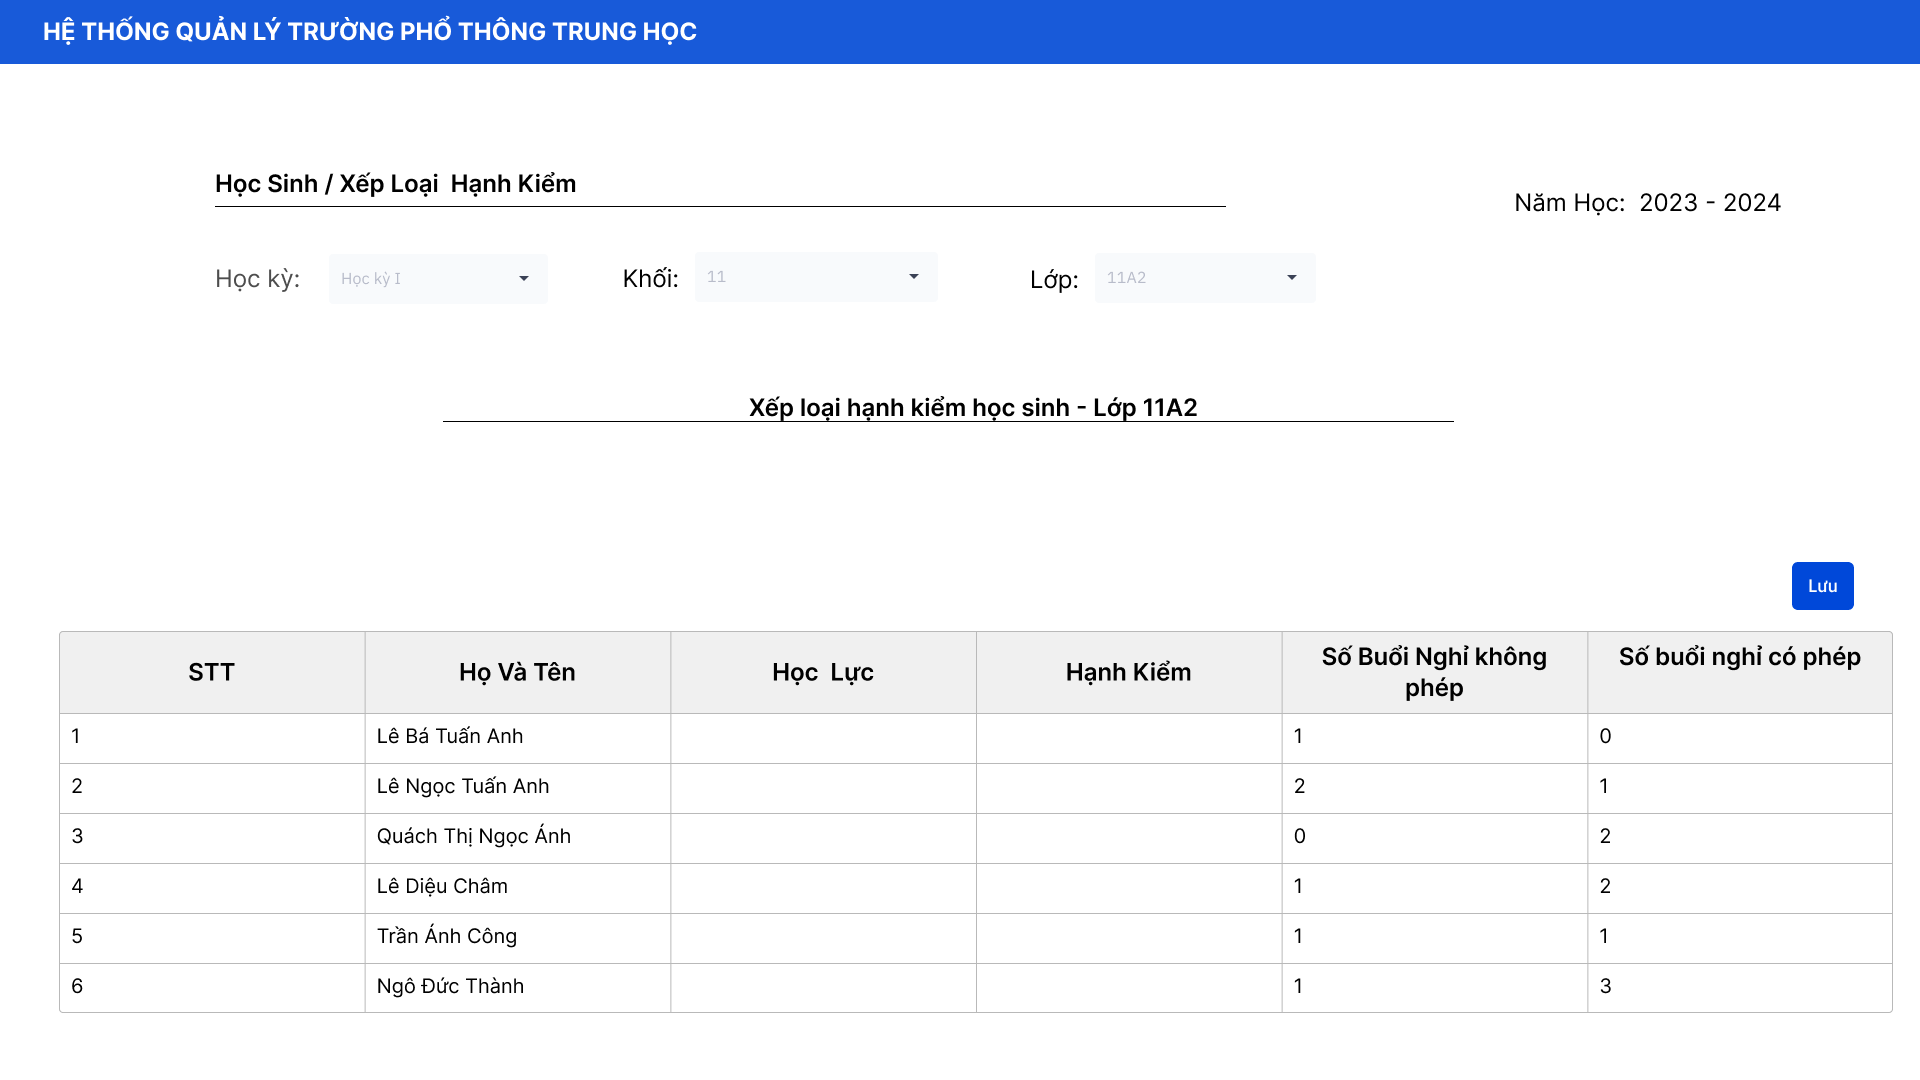 HỆ THỐNG QUẢN LÝ TRƯỜNG PHỔ THÔNG TRUNG HỌC
Học Sinh / Xếp Loại  Hạnh Kiểm
Năm Học:  2023 - 2024
Học kỳ: Học kỳ I Khối: 11 Lớp: 11A2
Xếp loại hạnh kiểm học sinh - Lớp 11A2
Lưu
STT Họ Và Tên Học  Lực Hạnh Kiểm Số Buổi Nghỉ không phép Số buổi nghỉ có phép
1 Lê Bá Tuấn Anh 1 0
2 Lê Ngọc Tuấn Anh 2 1
3 Quách Thị Ngọc Ánh 0 2
4 Lê Diệu Châm 1 2
5 Trần Ánh Công 1 1
6 Ngô Đức Thành 1 3